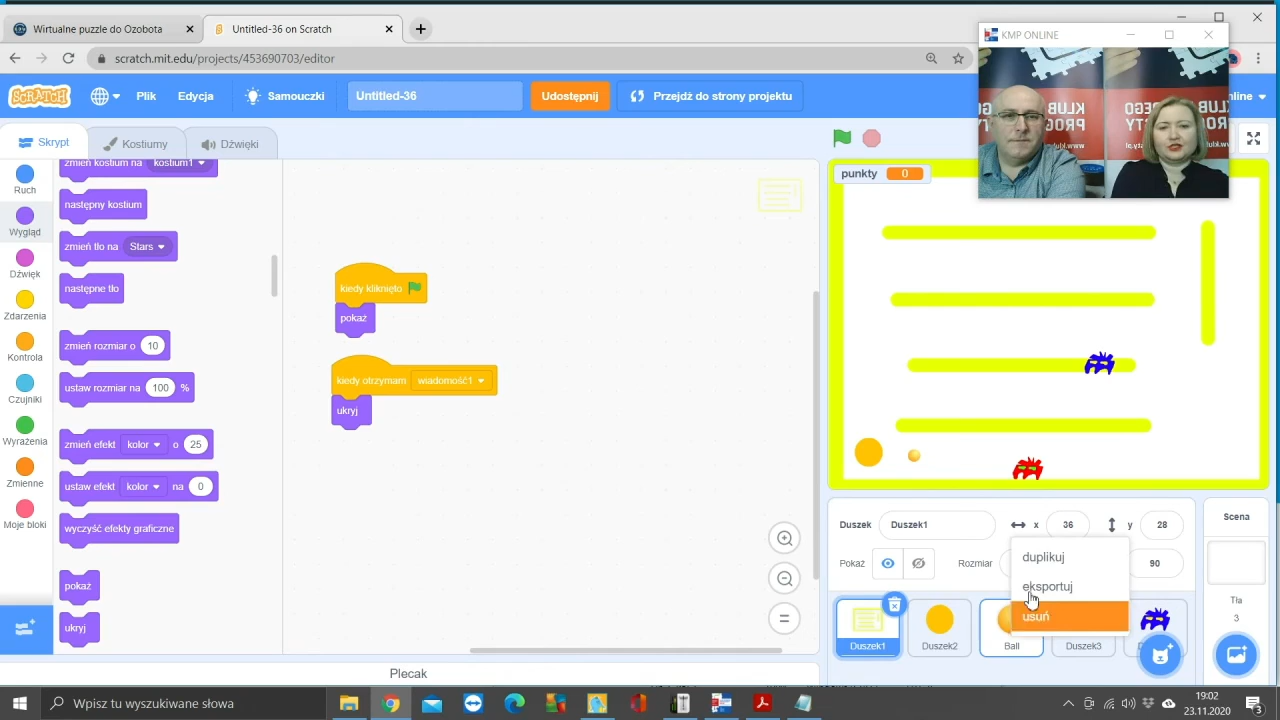 Wirtualne puzzle do Ozobota
Untitled-36 on Scratch
KMP ONLINE
scratch.mit.edu/projects/453690703/editor
SCRATCH
Plik
Edycja
Samouczki
Untitled-36
Udostępnij
Przejdź do strony projektu
nline
Skrypt
Kostiumy
Dźwięki
Ruch
Wygląd
Dźwięk
Zdarzenia
Kontrola
Czujniki
Wyrażenia
Zmienne
Moje bloki
zmień kostium na kostium1
następny kostium
zmień tło na Stars
następne tło
zmień rozmiar o 10
ustaw rozmiar na 100 %
zmień efekt kolor o 25
ustaw efekt kolor na 0
wyczyść efekty graficzne
pokaż
ukryj
kiedy kliknięto
pokaż
kiedy otrzymam wiadomość1
ukryj
punkty 0
Duszek Duszek1 x 36 y 28
Pokaż Rozmiar 90
duplikuj
eksportuj
usuń
Duszek1
Duszek2
Ball
Duszek3
Scena
Tła
3
Plecak
Wpisz tu wyszukiwane słowa
19:02
23.11.2020
3